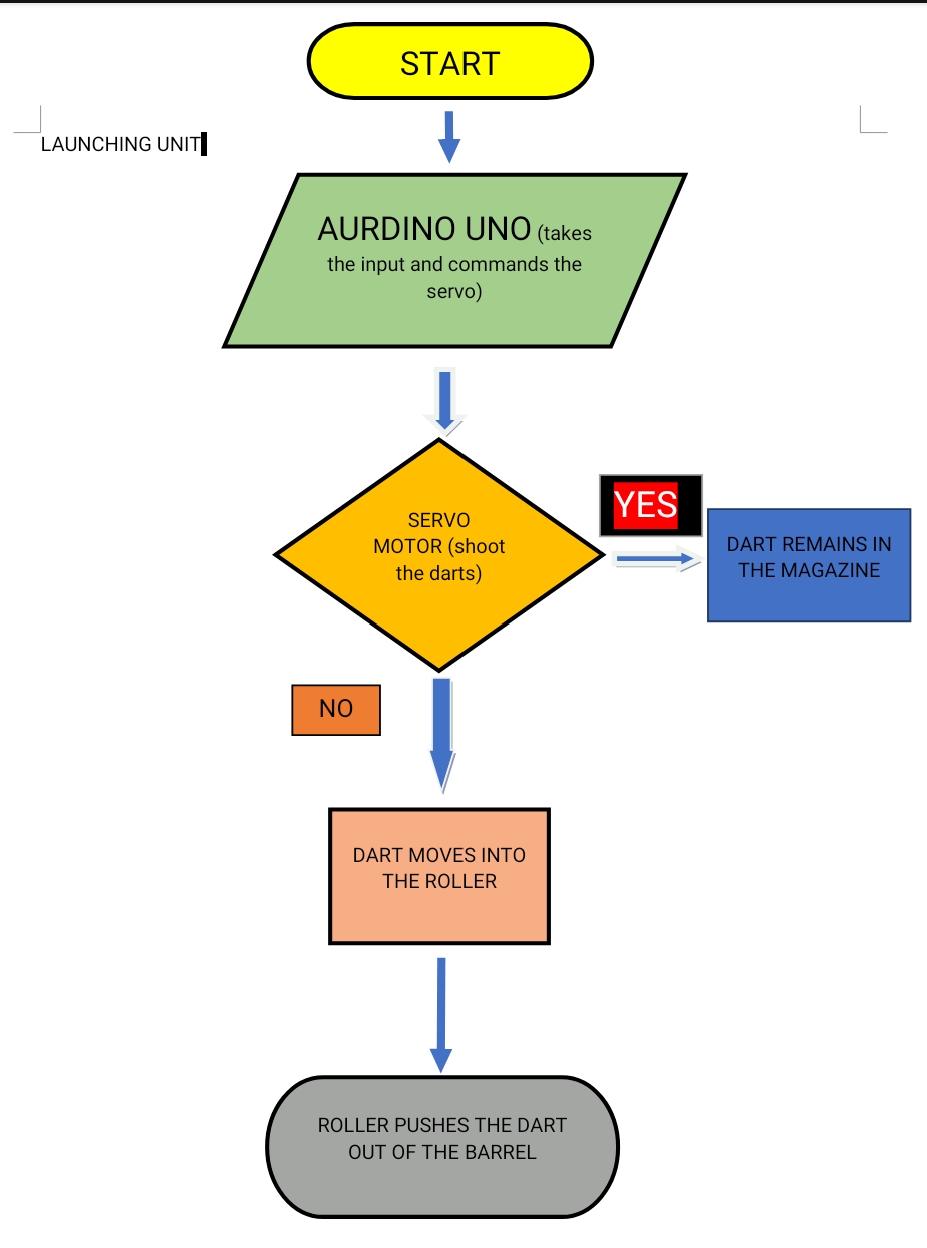 START
LAUNCHING UNIT
AURDINO UNO (takes
the input and commands the
servo)
SERVO
MOTOR (shoot
the darts)
YES
DART REMAINS IN
THE MAGAZINE
NO
DART MOVES INTO
THE ROLLER
ROLLER PUSHES THE DART
OUT OF THE BARREL